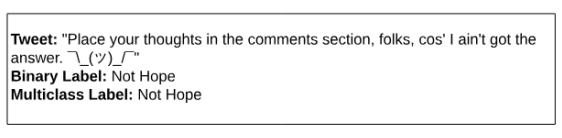 Tweet: "Place your thoughts in the comments section, folks, cos' I ain't got the
answer. ¯\_(ツ)_/¯"
Binary Label: Not Hope
Multiclass Label: Not Hope